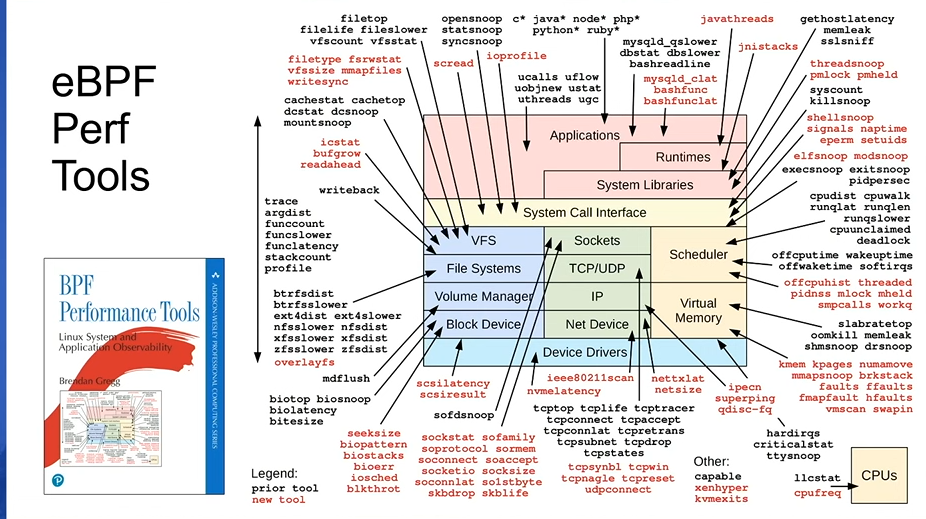 eBPF
Perf
Tools
filetop
filelife fileslower
vfscount vfsstat
filetype fsrwstat
vfssize mmapfiles
writesync
cachestat cachetop
dcstat dcsnoop
mountsnoop
icstat
bufgrow
readahead
writeback
trace
argdist
funccount
funcslower
funclatency
stackcount
profile
btrfsdist
btrfsslower
ext4dist ext4slower
nfsslower nfsdist
xfsslower xfsdist
zfsslower zfsdist
overlayfs
mdflush
biotop biosnoop
biolatency
bitesize
seeksize
biopattern
biostacks
bioerr
iosched
blkthrot
opensnoop
statsnoop
syncsnoop
scread
ioprofile
c* java* node* php*
python* ruby*
ucalls uflow
uobjnew ustat
uthreads ugc
mysqld_qslower
dbstat dbslower
bashreadline
mysqld_clat
bashfunc
bashfunclat
javathreads
jnistacks
gethostlatency
memleak
sslsniff
threadsnoop
pmlock pmheld
syscount
killsnoop
shellsnoop
signals naptime
eperm setuids
elfsnoop modsnoop
execsnoop exitsnoop
pidpersec
cpudist cpuwalk
runqlat runqlen
runqslower
cpuunclaimed
deadlock
offcputime wakeuptime
offwaketime softirqs
offcpuhist threaded
pidnss mlock mheld
smpcalls workq
slabratetop
oomkill memleak
shmsnoop drsnoop
kmem kpages numamove
mmapsnoop brkstack
faults ffaults
fmapfault hfaults
vmscan swapin
Applications
Runtimes
System Libraries
System Call Interface
VFS
Sockets
Scheduler
File Systems
TCP/UDP
Volume Manager
IP
Virtual
Memory
Block Device
Net Device
Device Drivers
scsilatency
scsiresult
sofdsnoop
sockstat sofamily
soprotocol sormem
soconnect soaccept
socketio socksize
soconnlat so1stbyte
skbdrop skblife
nvmelatency
ieee80211scan
tcptop tcplife tcptracer
tcpconnect tcpaccept
tcpconnlat tcpretrans
tcpsubnet tcpdrop
tcpstates
tcpsynbl tcpwin
tcpnagle tcpreset
udpconnect
nettxlat
netsize
ipecn
superping
qdisc-fq
hardirqs
criticalstat
ttysnoop
Other:
capable
xenhyper
kvmexits
llcstat
cpufreq
CPUs
Legend:
prior tool
new tool
BPF
Performance Tools
Linux System and
Application Observability
Brendan Gregg
ADDISON WESLEY PROFESSIONAL COMPUTING SERIES